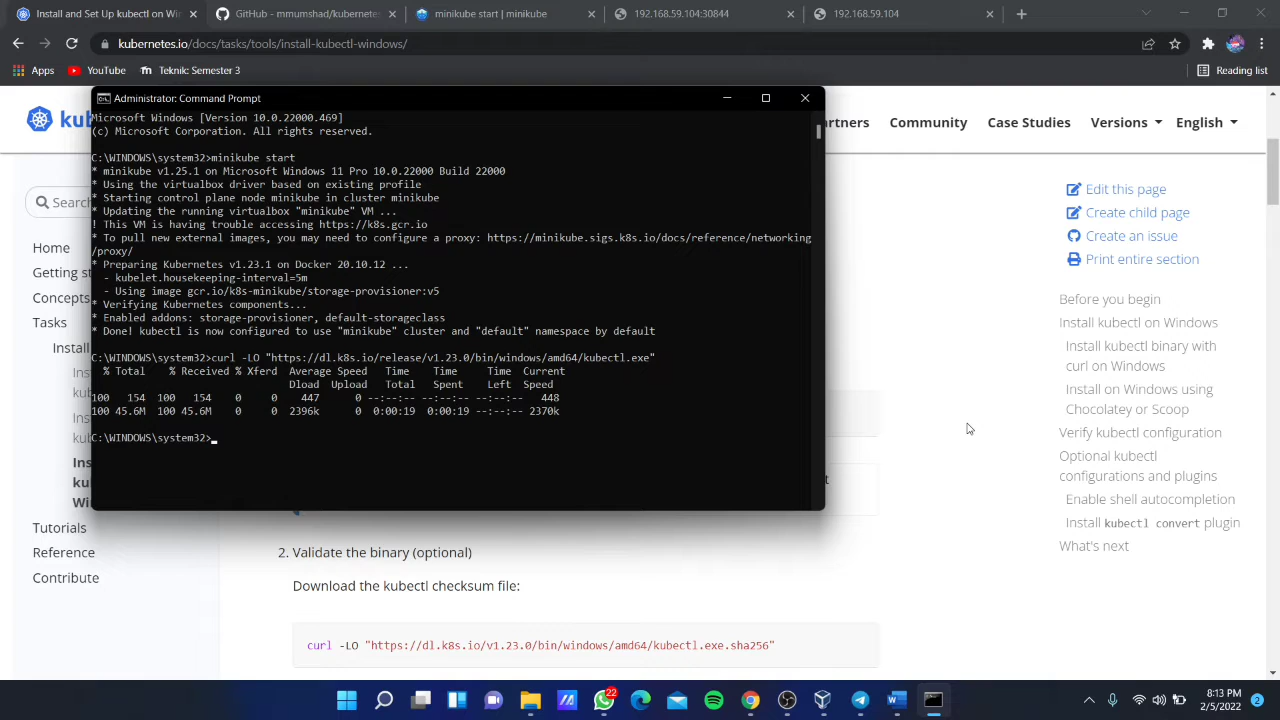 Install and Set Up kubectl on Win
GitHub - mmumshad/kubernetes
minikube start | minikube
192.168.59.104:30844
192.168.59.104
kubernetes.io/docs/tasks/tools/install-kubectl-windows/
Apps
YouTube
Teknik Semester 3
Reading list
Administrator: Command Prompt
Microsoft Windows [Version 10.0.22000.469]
(c) Microsoft Corporation. All rights reserved.
C:\WINDOWS\system32>minikube start
* minikube v1.25.1 on Microsoft Windows 11 Pro 10.0.22000 Build 22000
* Using the virtualbox driver based on existing profile
* Starting control plane node minikube in cluster minikube
* Updating the running virtualbox "minikube" VM ...
! This VM is having trouble accessing https://k8s.gcr.io
* To pull new external images, you may need to configure a proxy: https://minikube.sigs.k8s.io/docs/reference/networking
/proxy/
* Preparing Kubernetes v1.23.1 on Docker 20.10.12 ...
- kubelet.housekeeping-interval=5m
- Using image gcr.io/k8s-minikube/storage-provisioner:v5
* Verifying Kubernetes components...
* Enabled addons: storage-provisioner, default-storageclass
* Done! kubectl is now configured to use "minikube" cluster and "default" namespace by default
C:\WINDOWS\system32>curl -LO "https://dl.k8s.io/release/v1.23.0/bin/windows/amd64/kubectl.exe"
% Total % Received % Xferd Average Speed Time Time Time Current
Dload Upload Total Spent Left Speed
100 154 100 154 0 0 447 0 --:--:-- --:--:-- --:--:-- 448
100 45.6M 100 45.6M 0 0 2396k 0 0:00:19 0:00:19 --:--:-- 2370k
C:\WINDOWS\system32>
kub
artners
Community
Case Studies
Versions
English
Search
Home
Getting st
Concepts
Tasks
Install
Ins
kub
Ins
kub
Ins
ku
Wi
Tutorials
Reference
Contribute
t
2. Validate the binary (optional)
Download the kubectl checksum file:
curl -LO "https://dl.k8s.io/v1.23.0/bin/windows/amd64/kubectl.exe.sha256"
Edit this page
Create child page
Create an issue
Print entire section
Before you begin
Install kubectl on Windows
Install kubectl binary with
curl on Windows
Install on Windows using
Chocolatey or Scoop
Verify kubectl configuration
Optional kubectl
configurations and plugins
Enable shell autocompletion
Install kubectl convert plugin
What's next
22
8:13 PM
2/5/2022
2